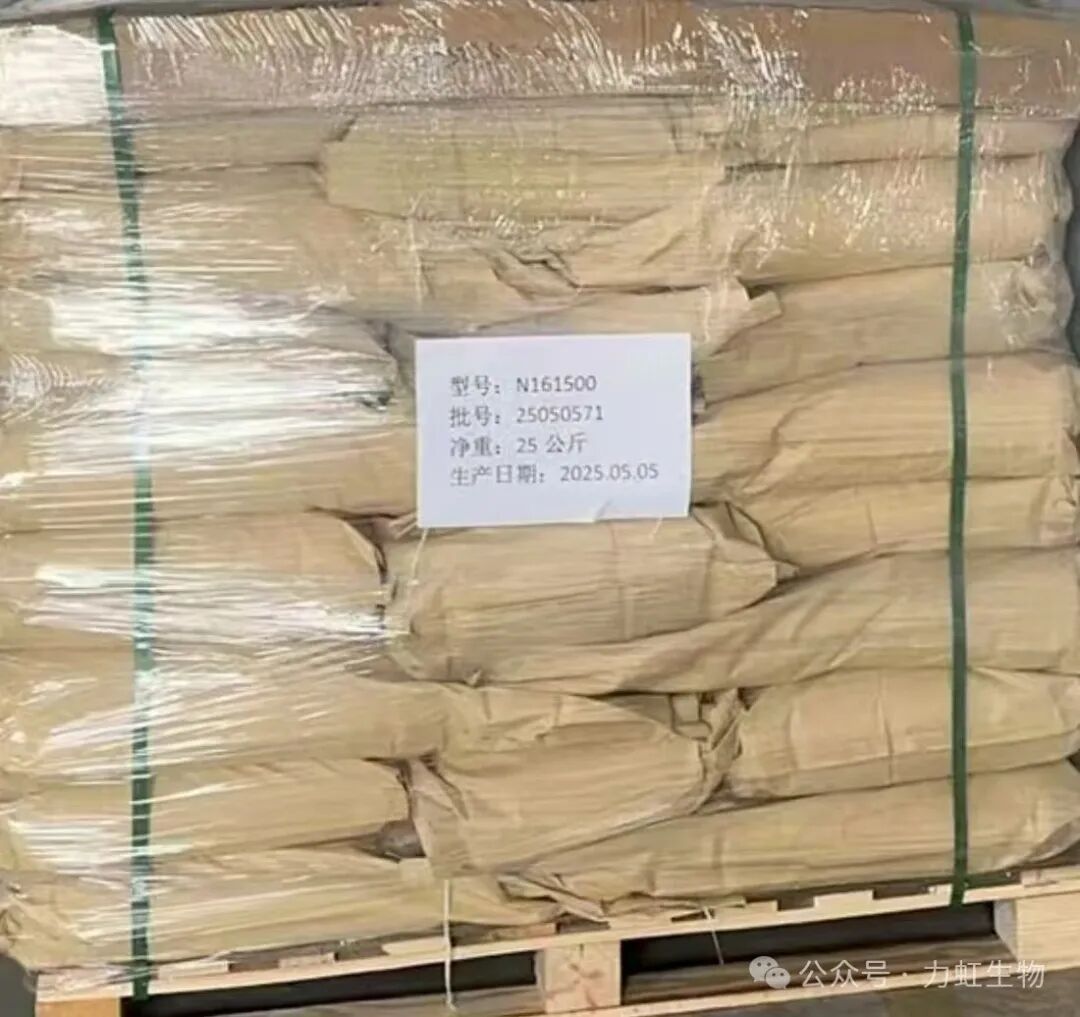 型号：N161500
批号：25050571
净重：25 公斤
生产日期：2025.05.05
公众号 · 力虹生物